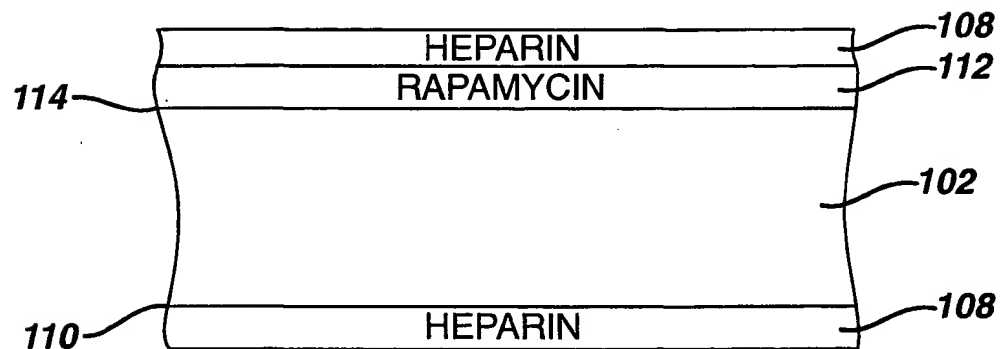 HEPARIN 108
RAPAMYCIN 112
114
102
110 HEPARIN 108